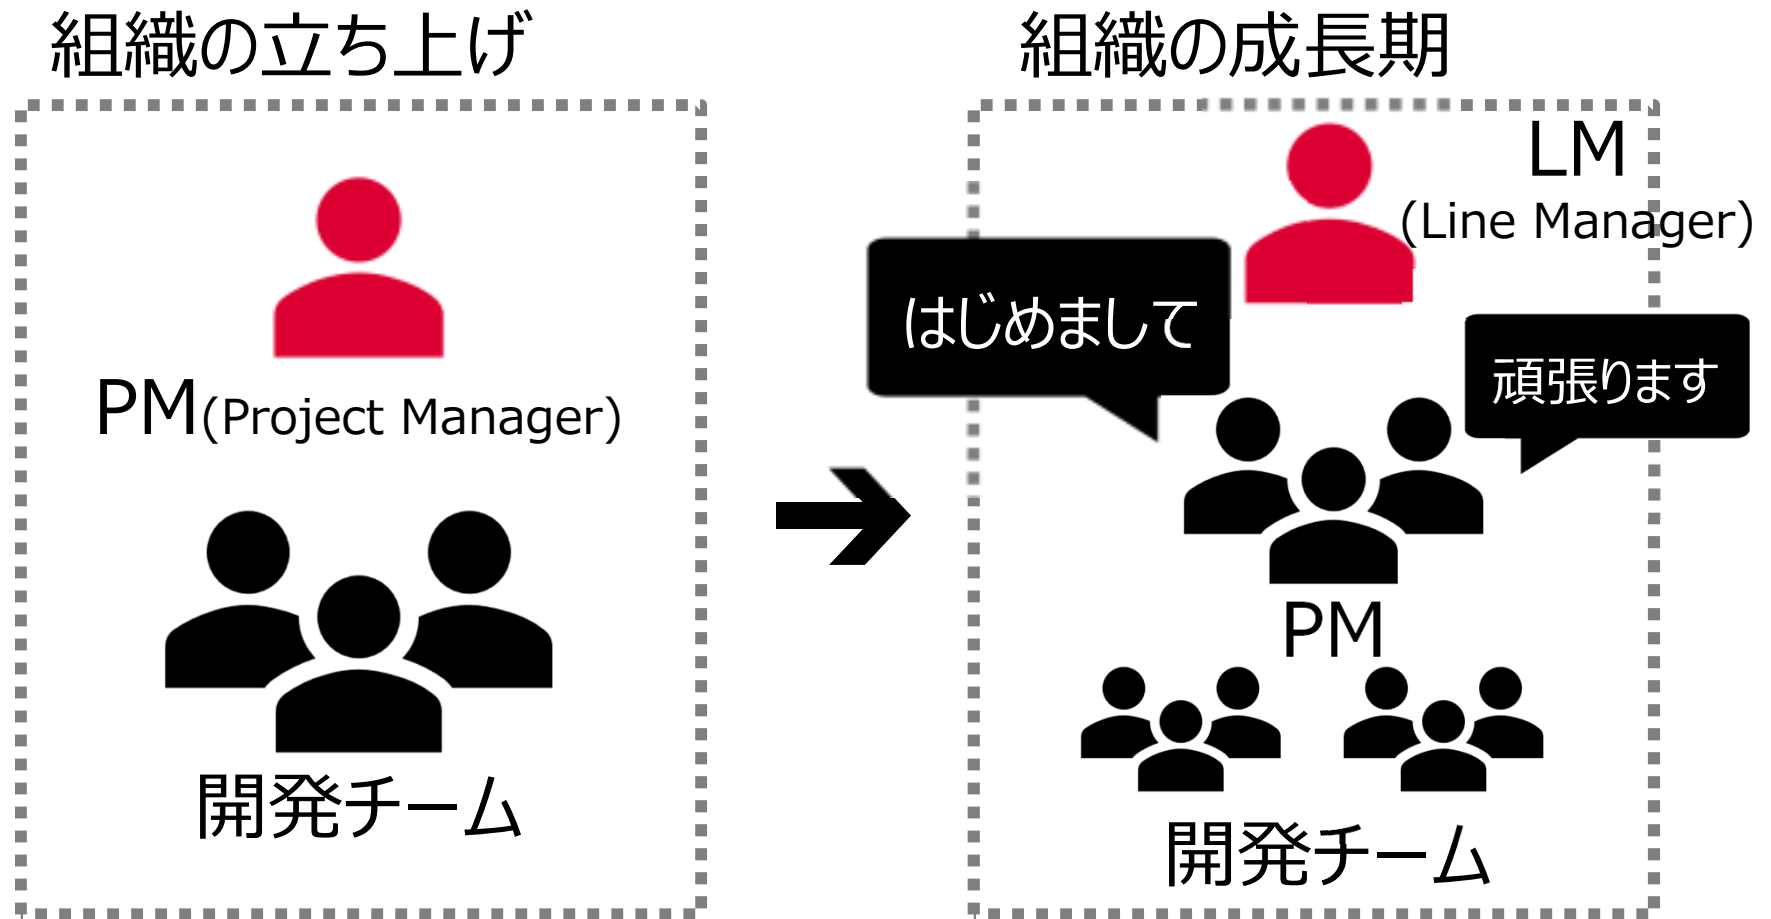 組織の立ち上げ
PM(Project Manager)
開発チーム
組織の成長期
LM
(Line Manager)
はじめまして
頑張ります
PM
開発チーム